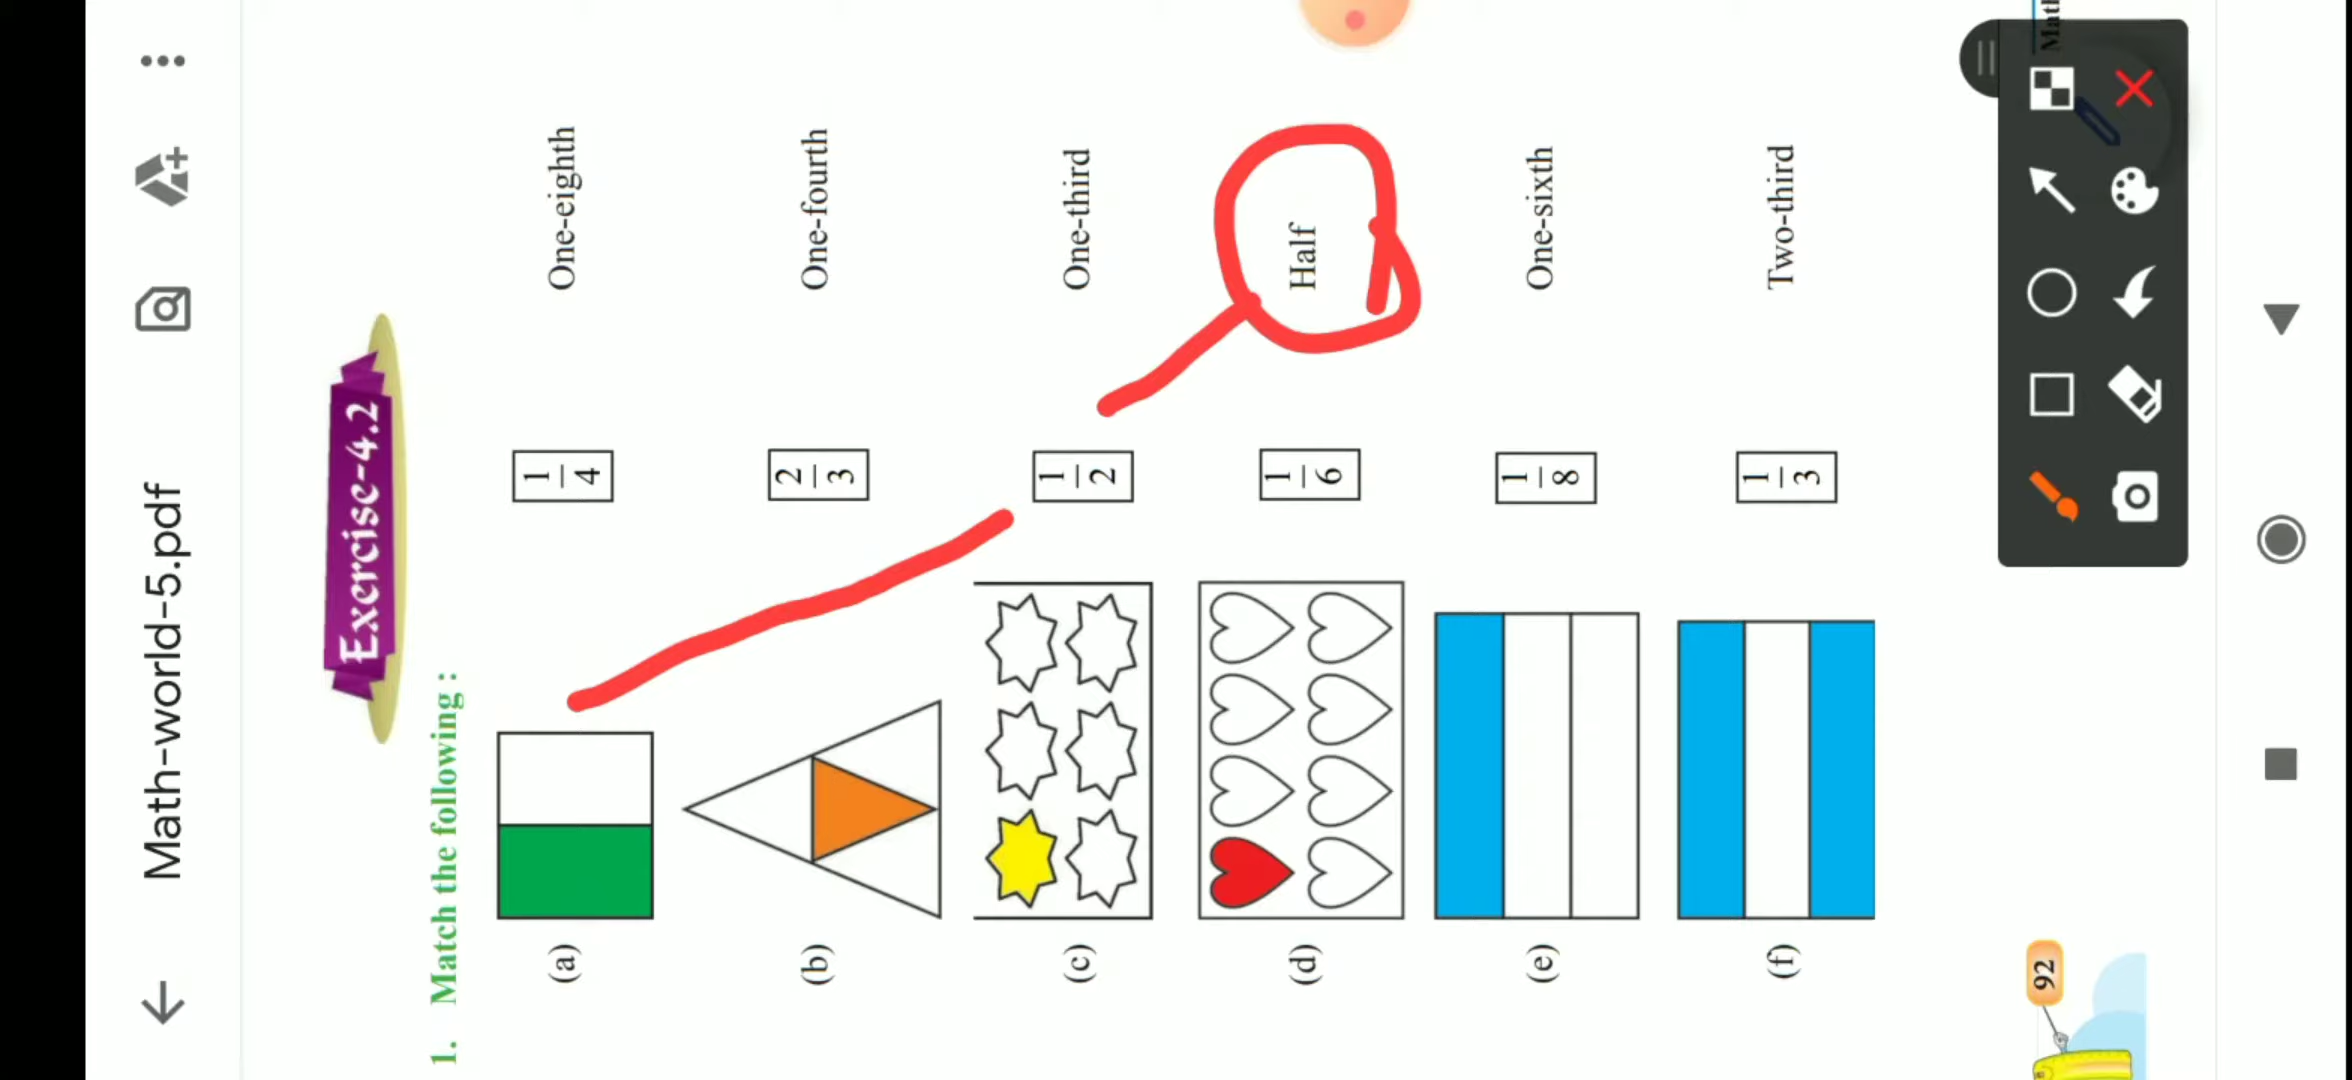 Math-world-5.pdf
Exercise-4.2
1. Match the following :
(a) 1/4 One-eighth
(b) 2/3 One-fourth
(c) 1/2 One-third
(d) 1/6 Half
(e) 1/8 One-sixth
(f) 1/3 Two-third
92
Math